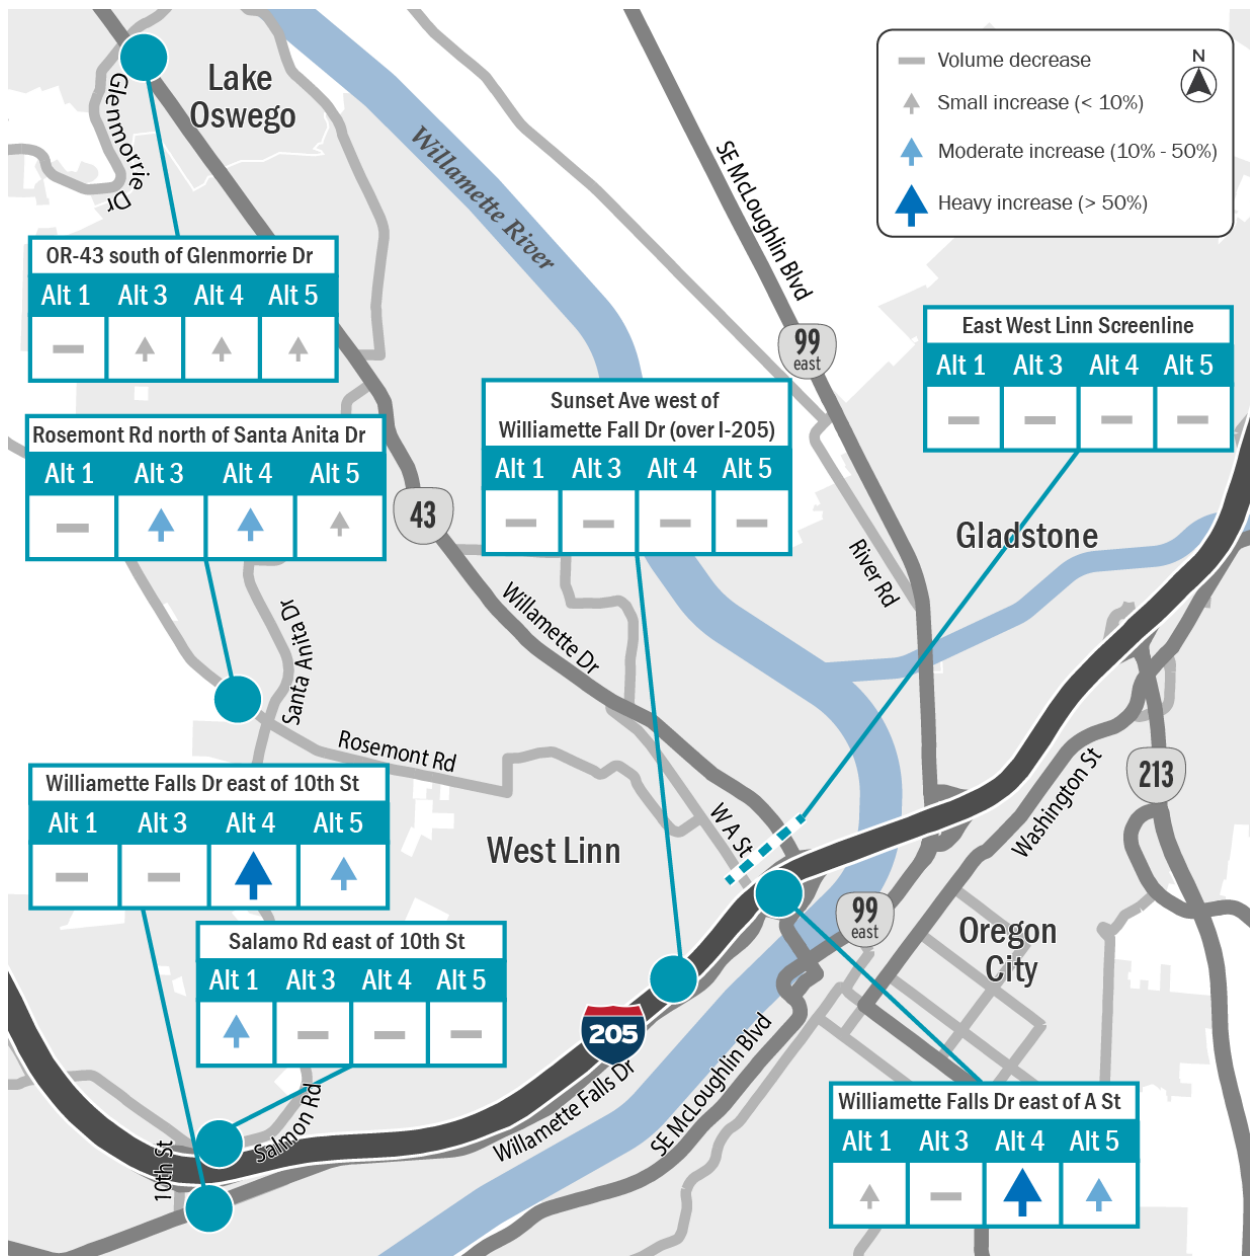 Volume decrease
N
Small increase (< 10%)
Moderate increase (10% - 50%)
Heavy increase (> 50%)
Lake
Oswego
Glenmorrie Dr
Willamette River
SE McLoughlin Blvd
OR-43 south of Glenmorrie Dr
Alt 1 Alt 3 Alt 4 Alt 5
99
east
East West Linn Screenline
Alt 1 Alt 3 Alt 4 Alt 5
Sunset Ave west of
Williamette Fall Dr (over I-205)
Alt 1 Alt 3 Alt 4 Alt 5
Rosemont Rd north of Santa Anita Dr
Alt 1 Alt 3 Alt 4 Alt 5
43
Gladstone
River Rd
Willamette Dr
Santa Anita Dr
Rosemont Rd
Williamette Falls Dr east of 10th St
Alt 1 Alt 3 Alt 4 Alt 5
213
Washington St
W A St
West Linn
99
east
Oregon
City
Salamo Rd east of 10th St
Alt 1 Alt 3 Alt 4 Alt 5
205
SE McLoughlin Blvd
Willamette Falls Dr
Salmon Rd
10th St
Williamette Falls Dr east of A St
Alt 1 Alt 3 Alt 4 Alt 5